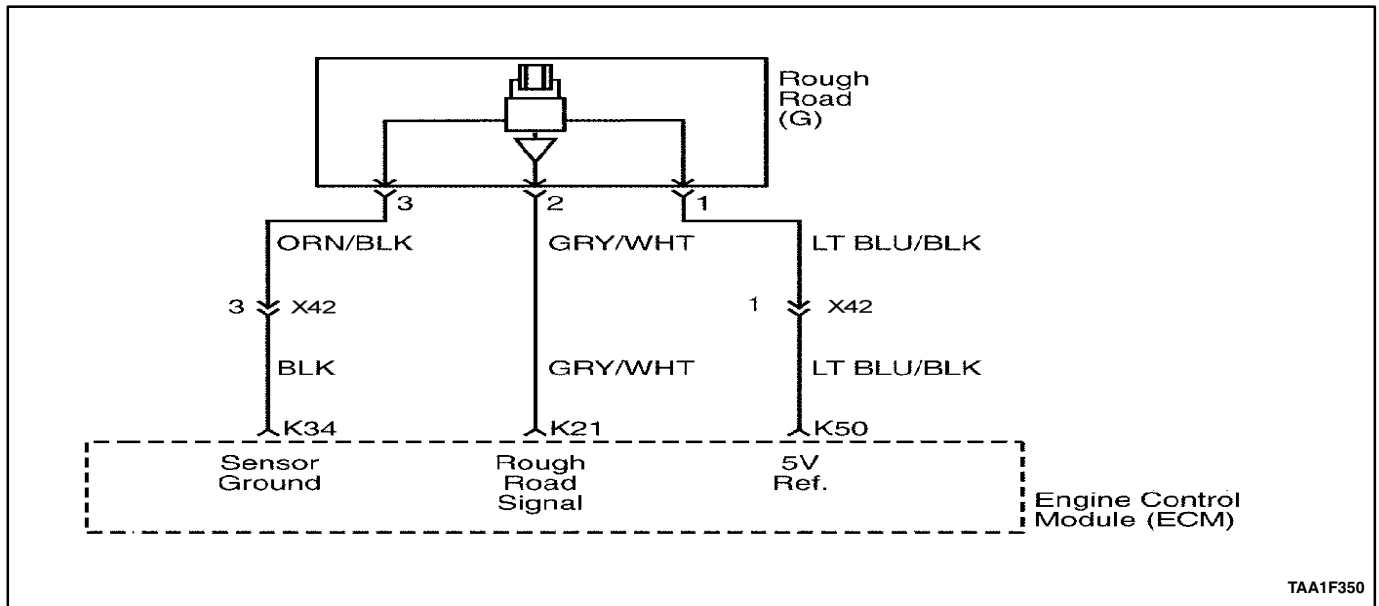 Rough
Road
(G)
3 2 1
ORN/BLK GRY/WHT LT BLU/BLK
3 X42 1 X42
BLK GRY/WHT LT BLU/BLK
K34 K21 K50
Sensor
Ground
Rough
Road
Signal
5V
Ref.
Engine Control
Module (ECM)
TAA1F350